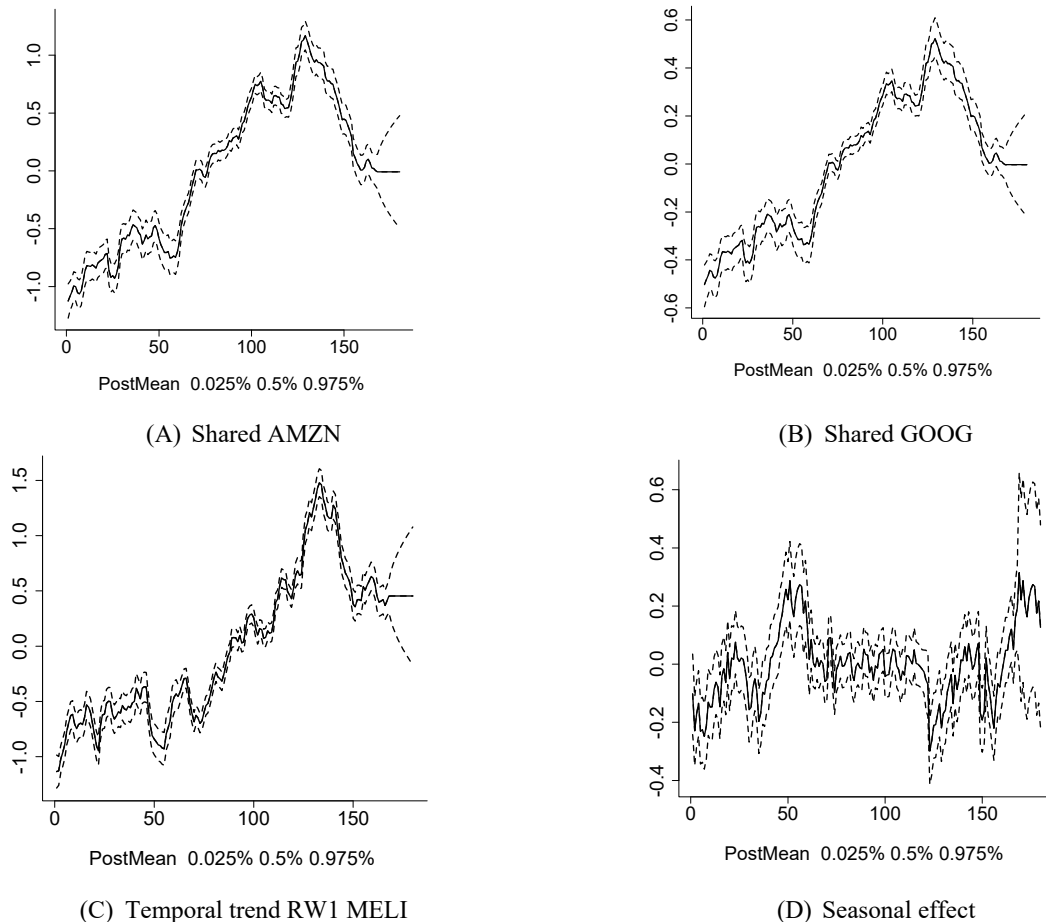 1.0
0.5
0.0
-0.5
-1.0
0 50 100 150
PostMean 0.025% 0.5% 0.975%
(A) Shared AMZN
0.6
0.4
0.2
0.0
-0.2
-0.4
-0.6
0 50 100 150
PostMean 0.025% 0.5% 0.975%
(B) Shared GOOG
1.5
1.0
0.5
0.0
-0.5
-1.0
0 50 100 150
PostMean 0.025% 0.5% 0.975%
(C) Temporal trend RW1 MELI
0.6
0.4
0.2
0.0
-0.2
-0.4
0 50 100 150
PostMean 0.025% 0.5% 0.975%
(D) Seasonal effect